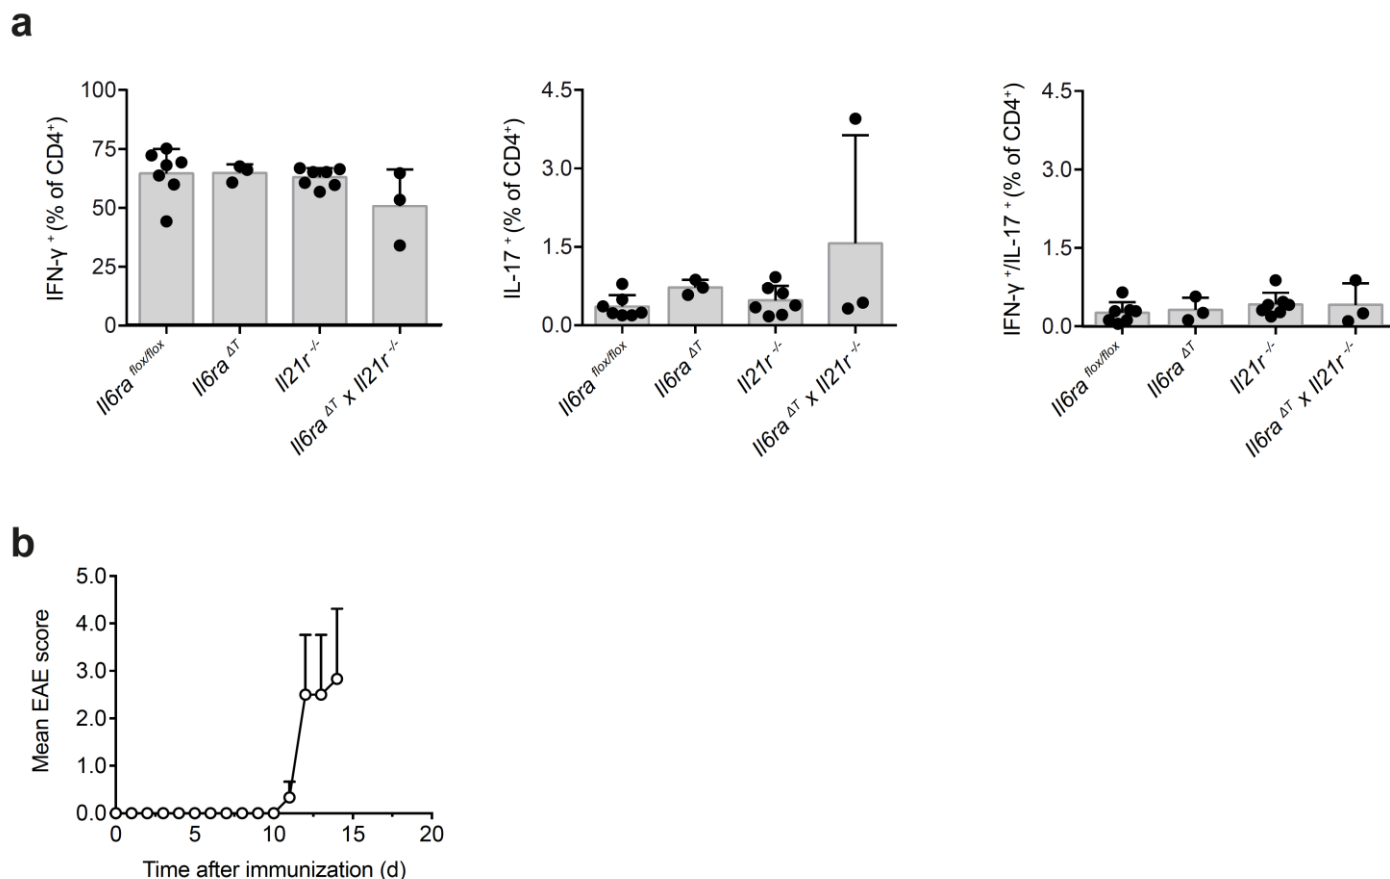 a
IFN-γ + (% of CD4+)
100
75
50
25
0
Il6ra flox/flox
Il6ra ΔT
Il21r -/-
Il6ra ΔT x Il21r -/-
IL-17 + (% of CD4+)
4.5
3.0
1.5
0.0
Il6ra flox/flox
Il6ra ΔT
Il21r -/-
Il6ra ΔT x Il21r -/-
IFN-γ +/IL-17 + (% of CD4+)
4.5
3.0
1.5
0.0
Il6ra flox/flox
Il6ra ΔT
Il21r -/-
Il6ra ΔT x Il21r -/-
b
Mean EAE score
5.0
4.0
3.0
2.0
1.0
0.0
0 5 10 15 20
Time after immunization (d)